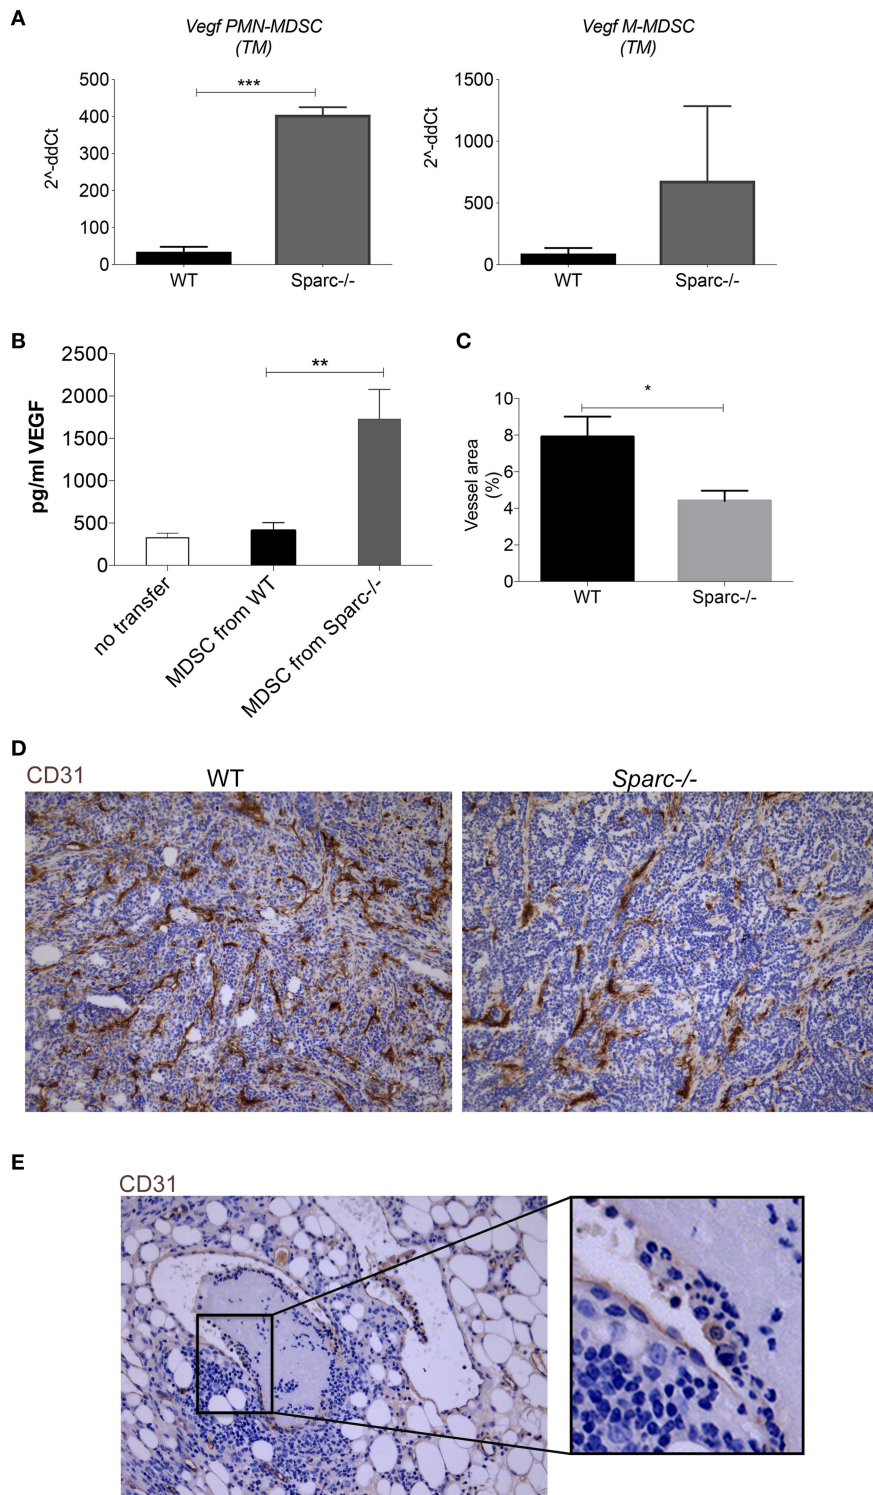 A
Vegf PMN-MDSC
(TM)
2^-ddCt
500
400
300
200
100
0
***
WT
Sparc-/-
Vegf M-MDSC
(TM)
2^-ddCt
1500
1000
500
0
WT
Sparc-/-
B
pg/ml VEGF
2500
2000
1500
1000
500
0
**
no transfer
MDSC from WT
MDSC from Sparc-/-
C
Vessel area
(%)
10
8
6
4
2
0
*
WT
Sparc-/-
D
CD31
WT
Sparc-/-
E
CD31